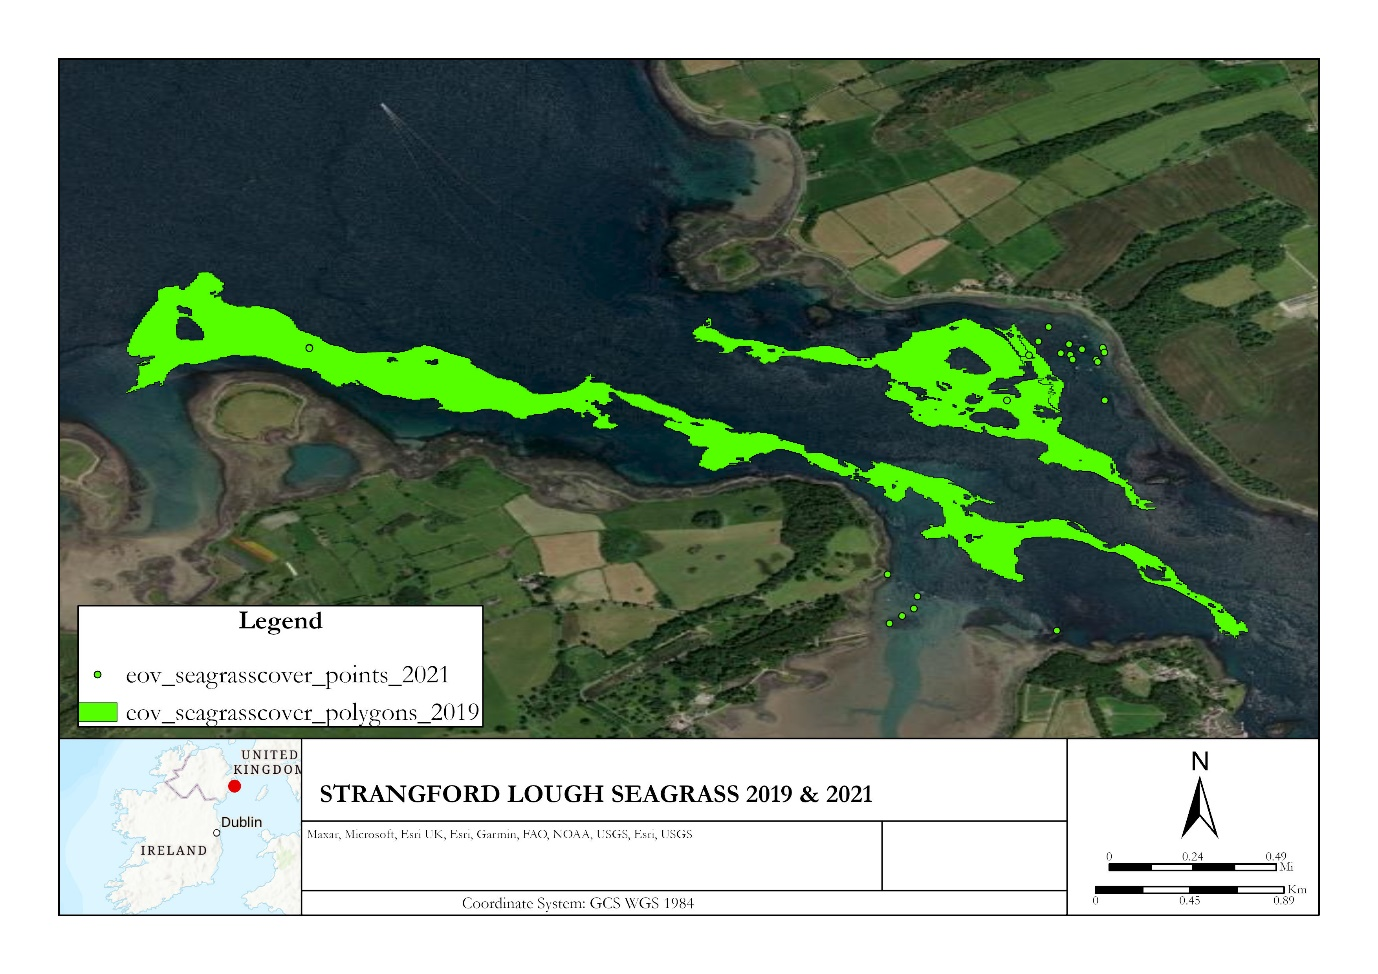 Legend
eov_seagrasscover_points_2021
eov_seagrasscover_polygons_2019
UNITED
KINGDOM
Dublin
IRELAND
STRANGFORD LOUGH SEAGRASS 2019 & 2021
Maxar, Microsoft, Esri UK, Esri, Garmin, FAO, NOAA, USGS, Esri, USGS
Coordinate System: GCS WGS 1984
N
0 0.24 0.49
Mi
Km
0 0.45 0.89